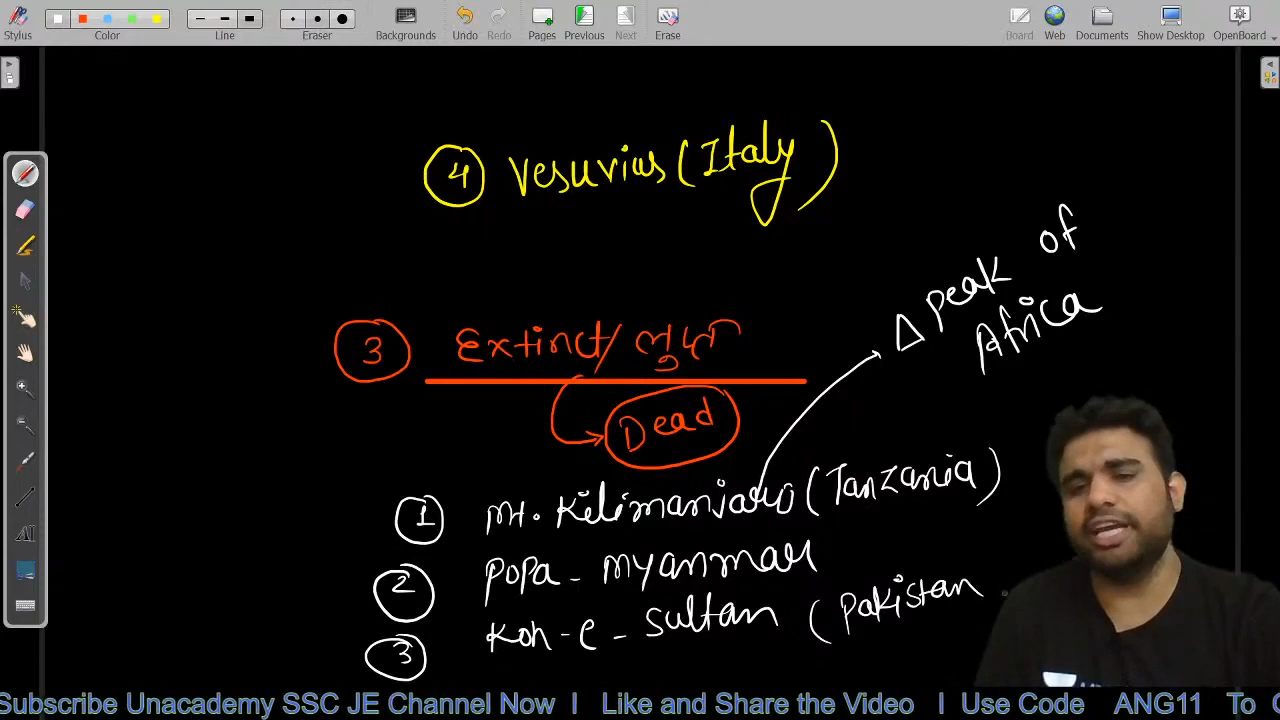 Stylus Color Line Eraser Backgrounds Undo Redo Pages Previous Next Erase Board Web Documents Show Desktop OpenBoard
4 Vesuvius (Italy)
Δ peak of
Africa
3 Extinct/
Dead
1 Mt. Kilimanjaro (Tanzania)
2 Popa - Myanmar
3 Koh-e-sultan (Pakistan
Subscribe Unacademy SSC JE Channel Now I Like and Share the Video I Use Code ANG11 To